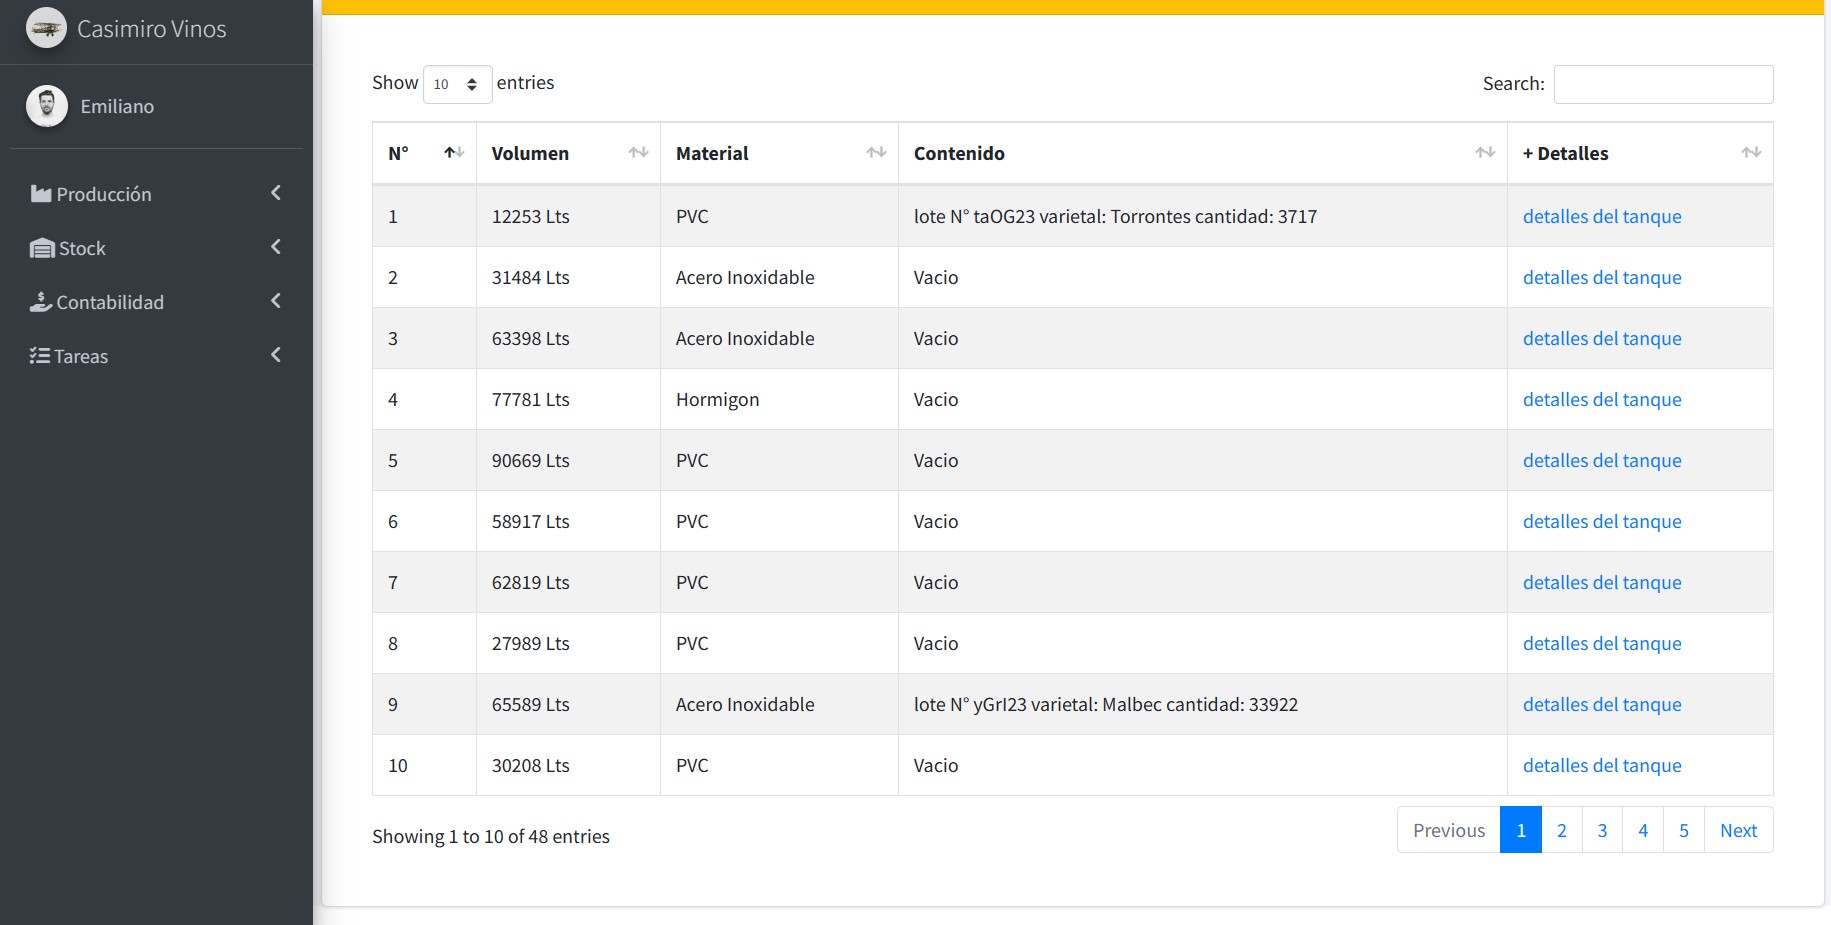 Casimiro Vinos
Emiliano
Producción
Stock
Contabilidad
Tareas
Show 10 entries
Search:
N° Volumen Material Contenido + Detalles
1 12253 Lts PVC lote N° taOG23 varietal: Torrontes cantidad: 3717 detalles del tanque
2 31484 Lts Acero Inoxidable Vacio detalles del tanque
3 63398 Lts Acero Inoxidable Vacio detalles del tanque
4 77781 Lts Hormigon Vacio detalles del tanque
5 90669 Lts PVC Vacio detalles del tanque
6 58917 Lts PVC Vacio detalles del tanque
7 62819 Lts PVC Vacio detalles del tanque
8 27989 Lts PVC Vacio detalles del tanque
9 65589 Lts Acero Inoxidable lote N° yGrI23 varietal: Malbec cantidad: 33922 detalles del tanque
10 30208 Lts PVC Vacio detalles del tanque
Showing 1 to 10 of 48 entries
Previous 1 2 3 4 5 Next